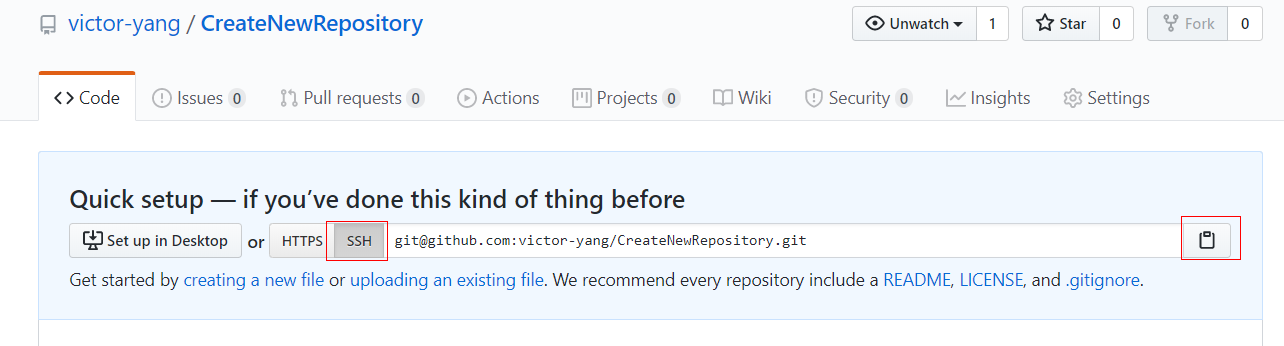 victor-yang / CreateNewRepository
Unwatch 1 Star 0 Fork 0
Code Issues 0 Pull requests 0 Actions Projects 0 Wiki Security 0 Insights Settings
Quick setup — if you’ve done this kind of thing before
Set up in Desktop or HTTPS SSH git@github.com:victor-yang/CreateNewRepository.git
Get started by creating a new file or uploading an existing file. We recommend every repository include a README, LICENSE, and .gitignore.